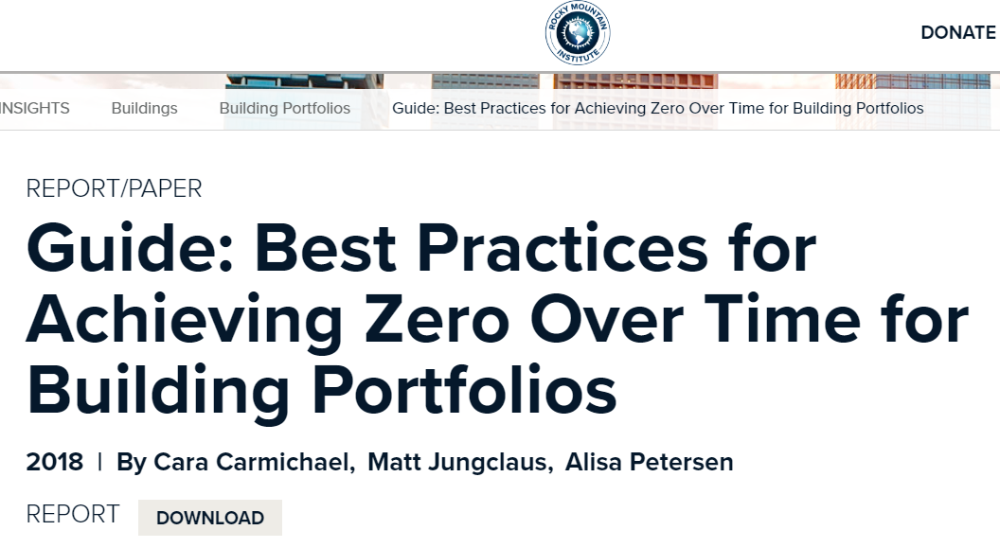 ROCKY MOUNTAIN
INSTITUTE
DONATE
INSIGHTS Buildings Building Portfolios Guide: Best Practices for Achieving Zero Over Time for Building Portfolios
REPORT/PAPER
Guide: Best Practices for
Achieving Zero Over Time for
Building Portfolios
2018 | By Cara Carmichael, Matt Jungclaus, Alisa Petersen
REPORT DOWNLOAD